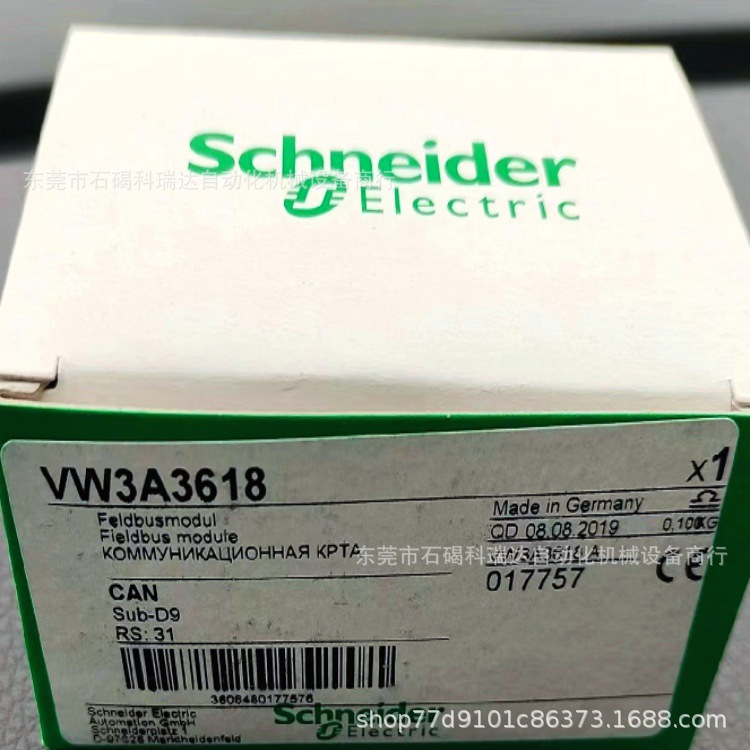 Schneider
Electric
东莞市石碣科瑞达自动化机械设备商行
VW3A3618
x1
Feldbusmodul
Fieldbus module
КОММУНИКАЦИОННАЯ КРТА
Made in Germany
QD 08.08.2019
0,100KG
东莞市石碣科瑞达自动化机械设备商行
017757
CE
CAN
Sub-D9
RS: 31
3606480177576
Schneider Electric
Automation GmbH
Schneiderplatz 1
Schneider
Electric
shop77d9101c86373.1688.com